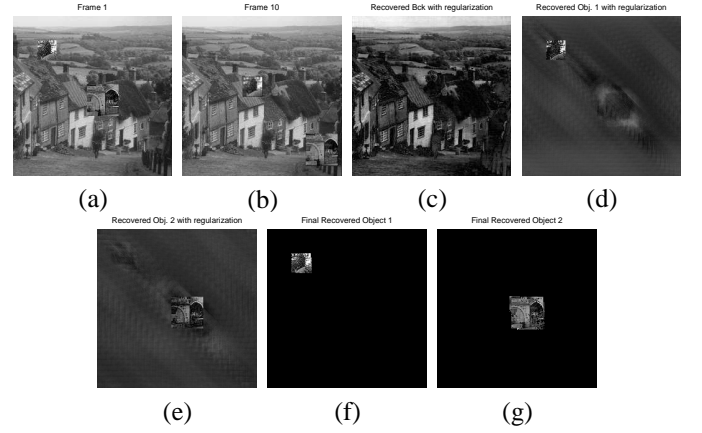 Frame 1
Frame 10
Recovered Bck with regularization
Recovered Obj. 1 with regularization
(a)
(b)
(c)
(d)
Recovered Obj. 2 with regularization
Final Recovered Object 1
Final Recovered Object 2
(e)
(f)
(g)